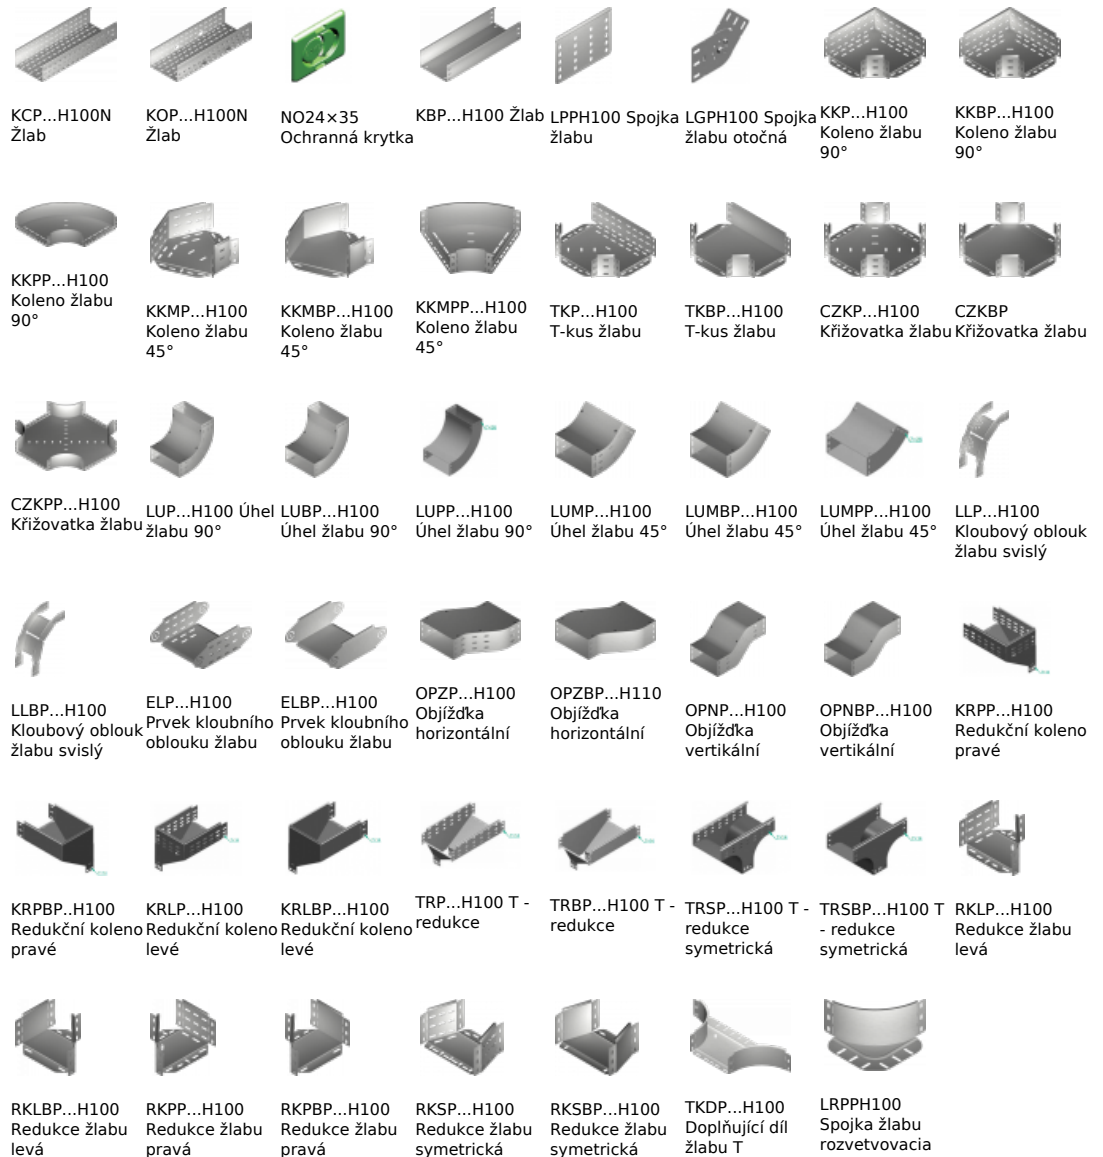 KCP...H100N
Žlab
KOP...H100N
Žlab
NO24×35
Ochranná krytka
KBP...H100 Žlab
LPPH100 Spojka
žlabu
LGPH100 Spojka
žlabu otočná
KKP...H100
Koleno žlabu
90°
KKBP...H100
Koleno žlabu
90°
KKPP...H100
Koleno žlabu
90°
KKMP...H100
Koleno žlabu
45°
KKMBP...H100
Koleno žlabu
45°
KKMPP...H100
Koleno žlabu
45°
TKP...H100
T-kus žlabu
TKBP...H100
T-kus žlabu
CZKP...H100
Křižovatka žlabu
CZKBP
Křižovatka žlabu
CZKPP...H100
Křižovatka žlabu
LUP...H100 Úhel
žlabu 90°
LUBP...H100
Úhel žlabu 90°
LUPP...H100
Úhel žlabu 90°
LUMP...H100
Úhel žlabu 45°
LUMBP...H100
Úhel žlabu 45°
LUMPP...H100
Úhel žlabu 45°
LLP...H100
Kloubový oblouk
žlabu svislý
LLBP...H100
Kloubový oblouk
žlabu svislý
ELP...H100
Prvek kloubního
oblouku žlabu
ELBP...H100
Prvek kloubního
oblouku žlabu
OPZP...H100
Objížďka
horizontální
OPZBP...H110
Objížďka
horizontální
OPNP...H100
Objížďka
vertikální
OPNBP...H100
Objížďka
vertikální
KRPP...H100
Redukční koleno
pravé
KRPBP..H100
Redukční koleno
pravé
KRLP...H100
Redukční koleno
levé
KRLBP...H100
Redukční koleno
levé
TRP...H100 T -
redukce
TRBP...H100 T -
redukce
TRSP...H100 T -
redukce
symetrická
TRSBP...H100 T
- redukce
symetrická
RKLP...H100
Redukce žlabu
levá
RKLBP...H100
Redukce žlabu
levá
RKPP...H100
Redukce žlabu
pravá
RKPBP...H100
Redukce žlabu
pravá
RKSP...H100
Redukce žlabu
symetrická
RKSBP...H100
Redukce žlabu
symetrická
TKDP...H100
Doplňující díl
žlabu T
LRPPH100
Spojka žlabu
rozvetvovacia